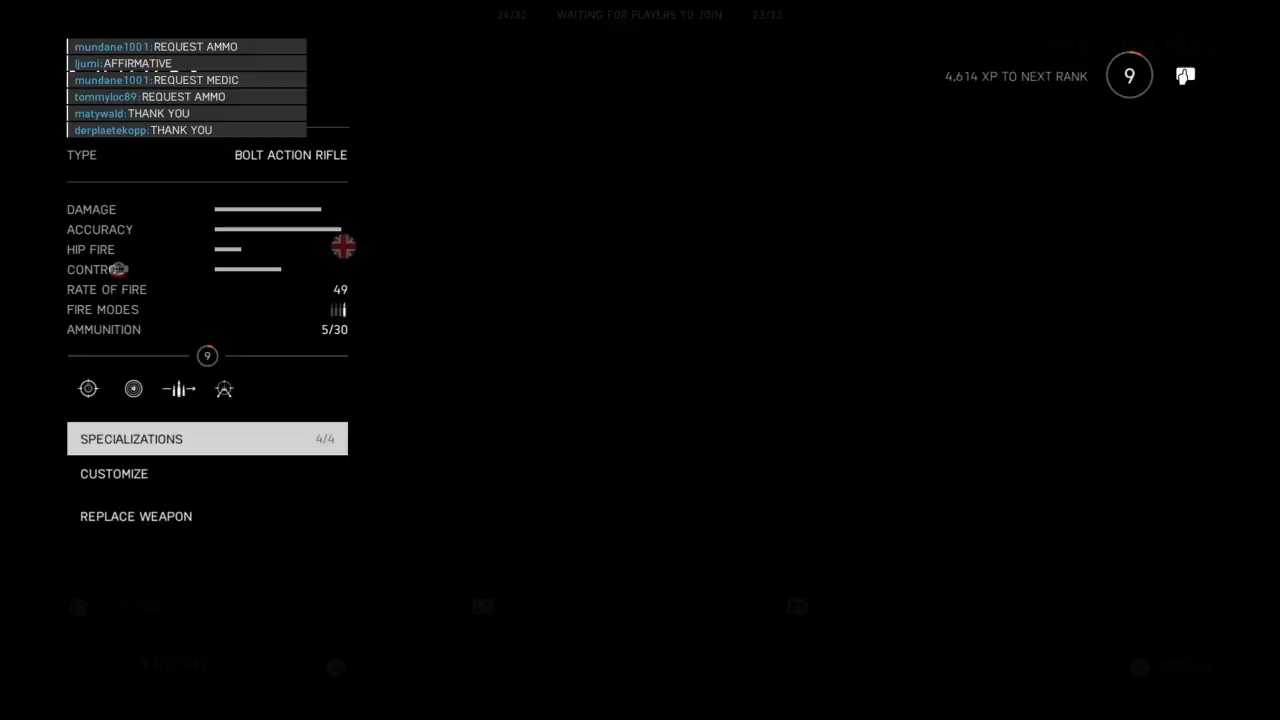 24/32 WAITING FOR PLAYERS TO JOIN 23/32
mundane1001:REQUEST AMMO
ljumi:AFFIRMATIVE
mundane1001:REQUEST MEDIC
tommyloc89:REQUEST AMMO
matywald:THANK YOU
derplaetekopp:THANK YOU
4,614 XP TO NEXT RANK 9
TYPE BOLT ACTION RIFLE
DAMAGE
ACCURACY
HIP FIRE
CONTROL
RATE OF FIRE 49
FIRE MODES
AMMUNITION 5/30
9
SPECIALIZATIONS 4/4
CUSTOMIZE
REPLACE WEAPON
RECON